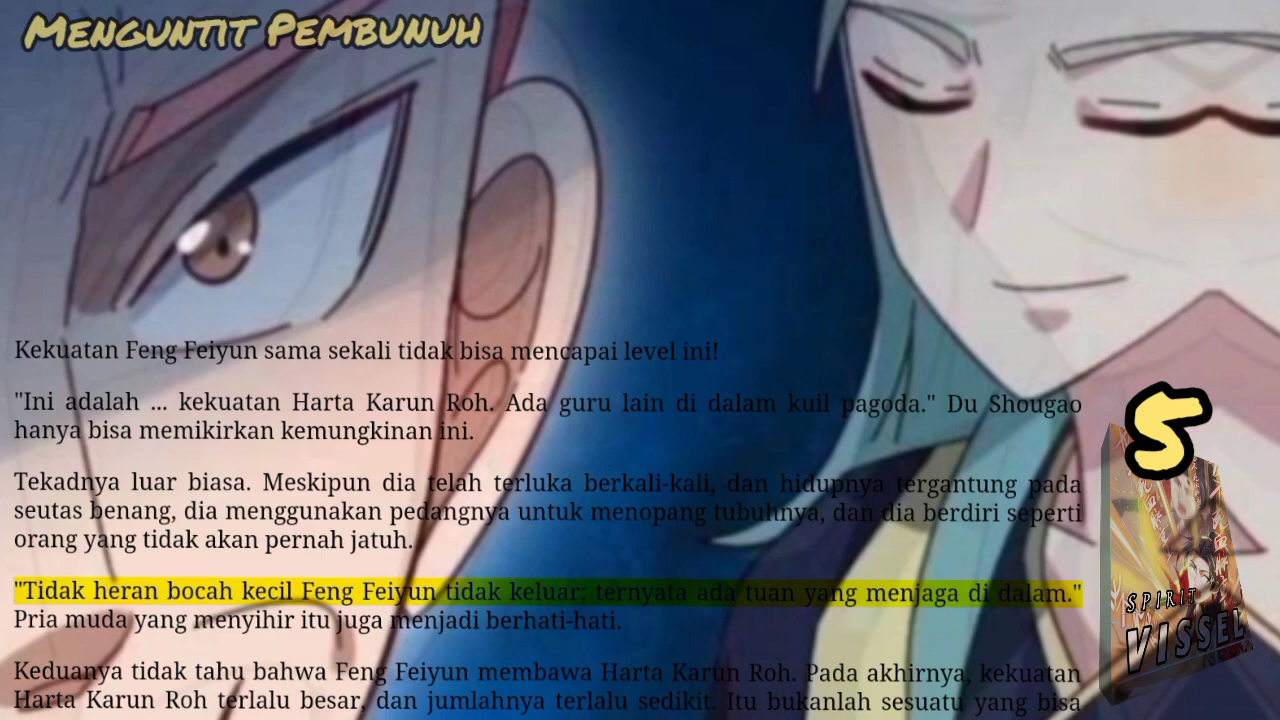 MENGUNTIT PEMBUNUH
Kekuatan Feng Feiyun sama sekali tidak bisa mencapai level ini!
"Ini adalah ... kekuatan Harta Karun Roh. Ada guru lain di dalam kuil pagoda." Du Shougao
hanya bisa memikirkan kemungkinan ini.
Tekadnya luar biasa. Meskipun dia telah terluka berkali-kali, dan hidupnya tergantung pada
seutas benang, dia menggunakan pedangnya untuk menopang tubuhnya, dan dia berdiri seperti
orang yang tidak akan pernah jatuh.
"Tidak heran bocah kecil Feng Feiyun tidak keluar; ternyata ada tuan yang menjaga di dalam."
Pria muda yang menyihir itu juga menjadi berhati-hati.
Keduanya tidak tahu bahwa Feng Feiyun membawa Harta Karun Roh. Pada akhirnya, kekuatan
Harta Karun Roh terlalu besar, dan jumlahnya terlalu sedikit. Itu bukanlah sesuatu yang bisa
S
SPIRIT
VISSEL